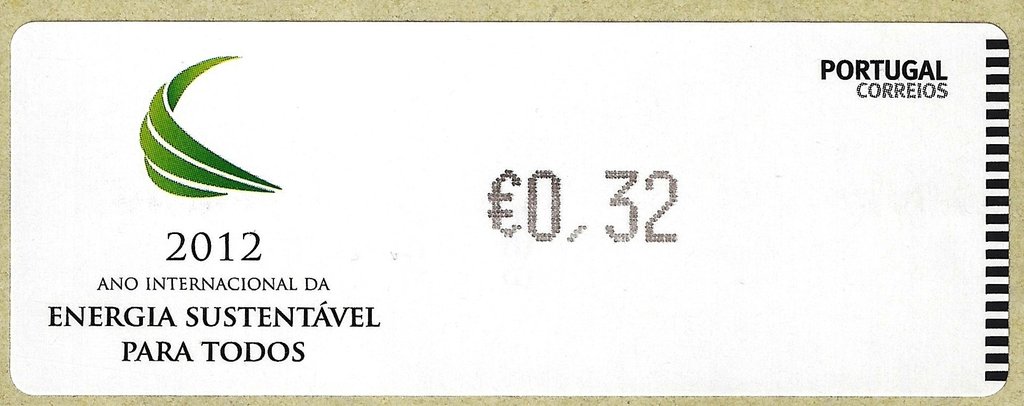 PORTUGAL
CORREIOS
€0,32
2012
ANO INTERNACIONAL DA
ENERGIA SUSTENTÁVEL
PARA TODOS